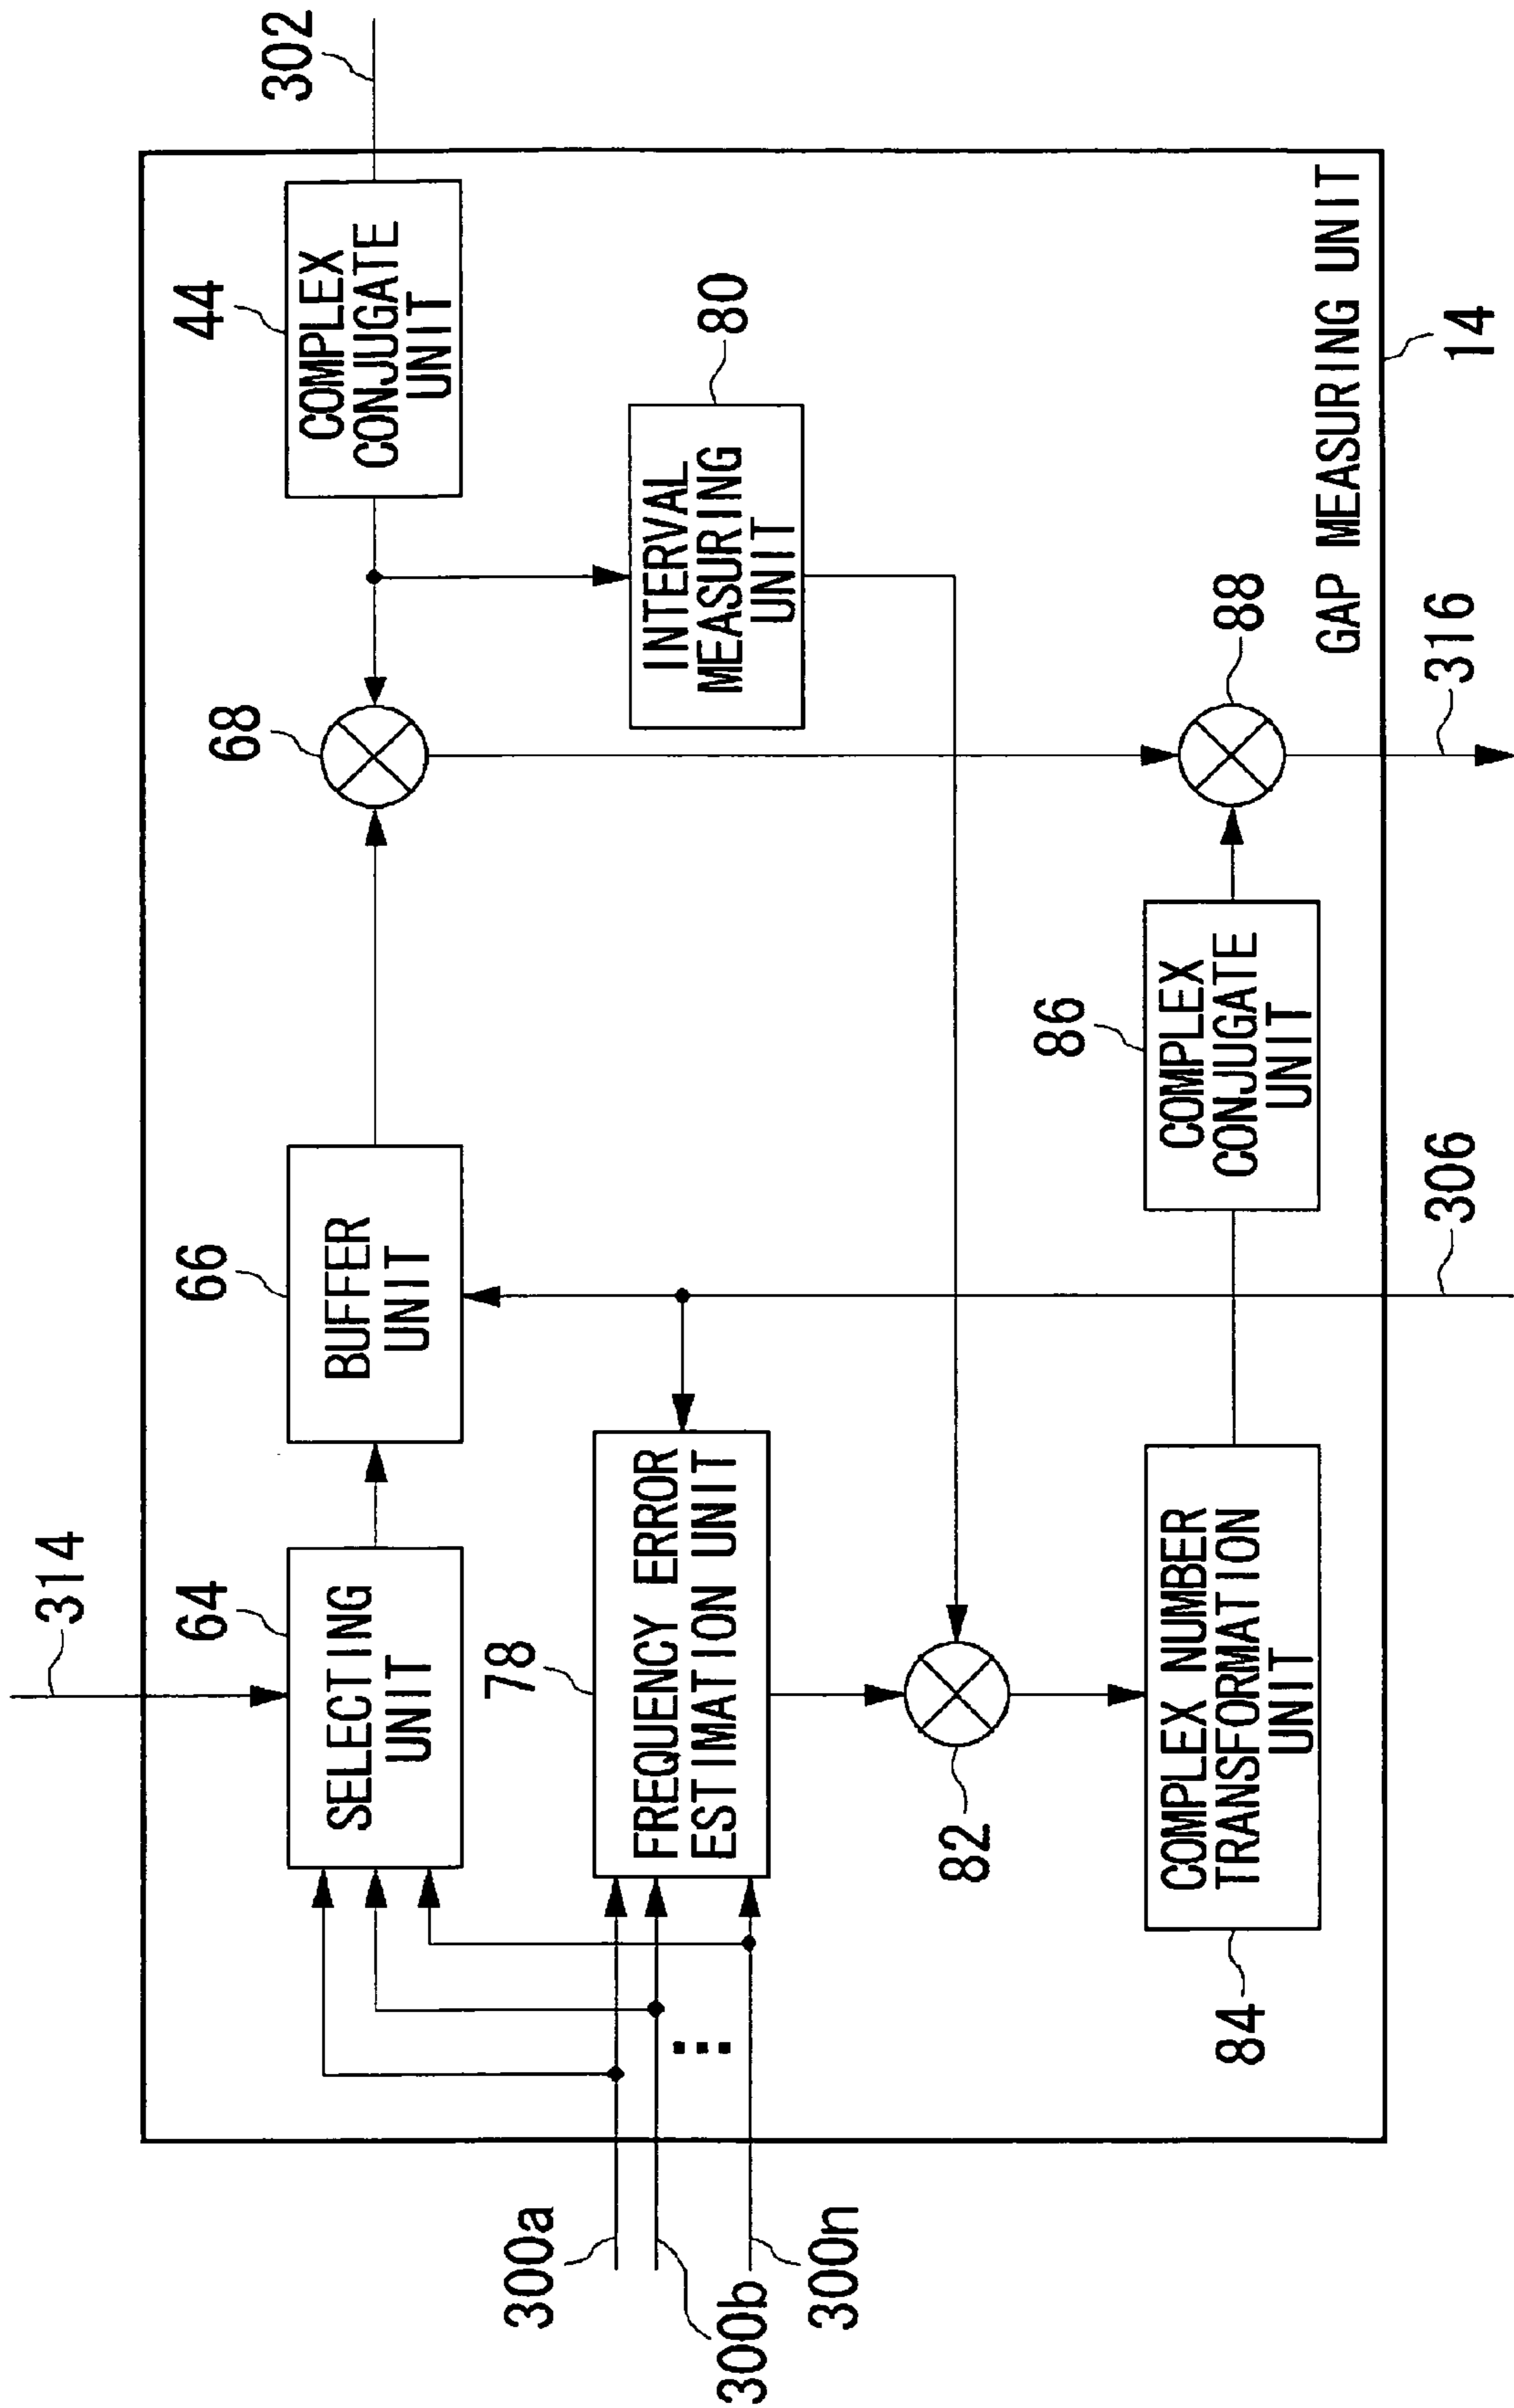 314
64
SELECTING
UNIT
66
BUFFER
UNIT
68
44
COMPLEX
CONJUGATE
UNIT
302
300a
300b
300n
78
FREQUENCY ERROR
ESTIMATION UNIT
INTERVAL
MEASURING
UNIT
80
82
84
COMPLEX NUMBER
TRANSFORMATION
UNIT
86
COMPLEX
CONJUGATE
UNIT
88
GAP MEASURING UNIT
306
316
14